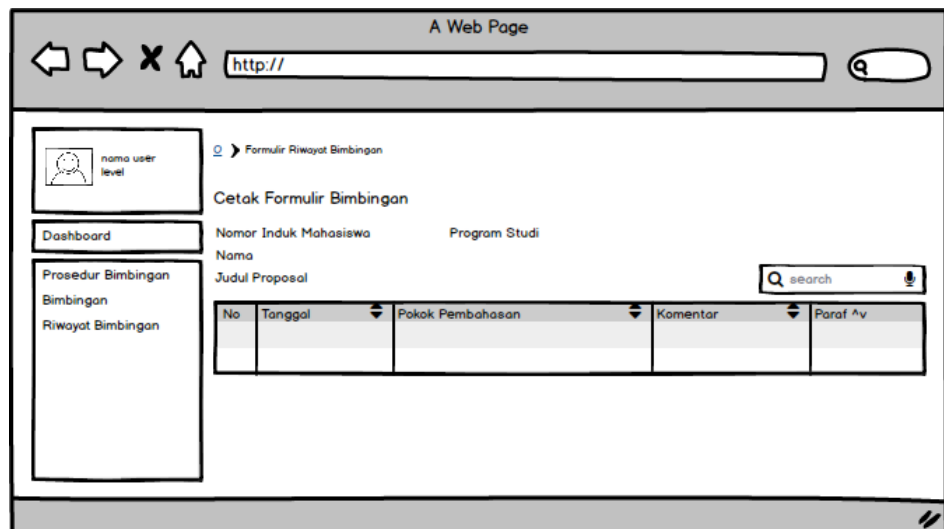 A Web Page
http://
nama user
level
O Formulir Riwayat Bimbingan
Cetak Formulir Bimbingan
Dashboard
Nomor Induk Mahasiswa Program Studi
Nama
Judul Proposal
search
Prosedur Bimbingan
Bimbingan
Riwayat Bimbingan
No Tanggal Pokok Pembahasan Komentar Paraf ^v